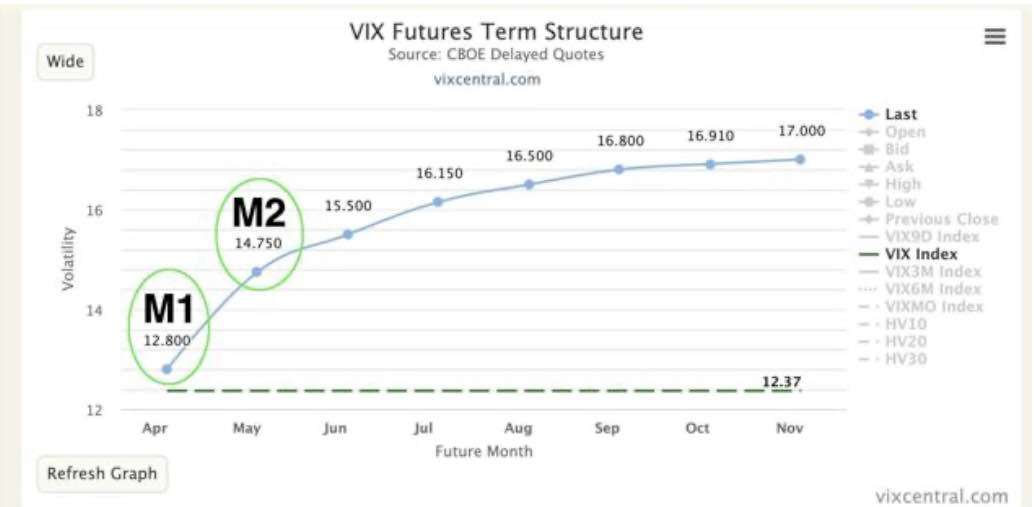 VIX Futures Term Structure
Source: CBOE Delayed Quotes
vixcentral.com
Wide
Volatility
18
16
14
12
M1
12.800
M2
14.750
15.500
16.150
16.500
16.800
16.910
17.000
12.37
Apr May Jun Jul Aug Sep Oct Nov
Future Month
Last
Open
Bid
Ask
High
Low
Previous Close
VIX9D Index
VIX Index
VIX3M Index
VIX6M Index
VIXMO Index
HV10
HV20
HV30
Refresh Graph
vixcentral.com